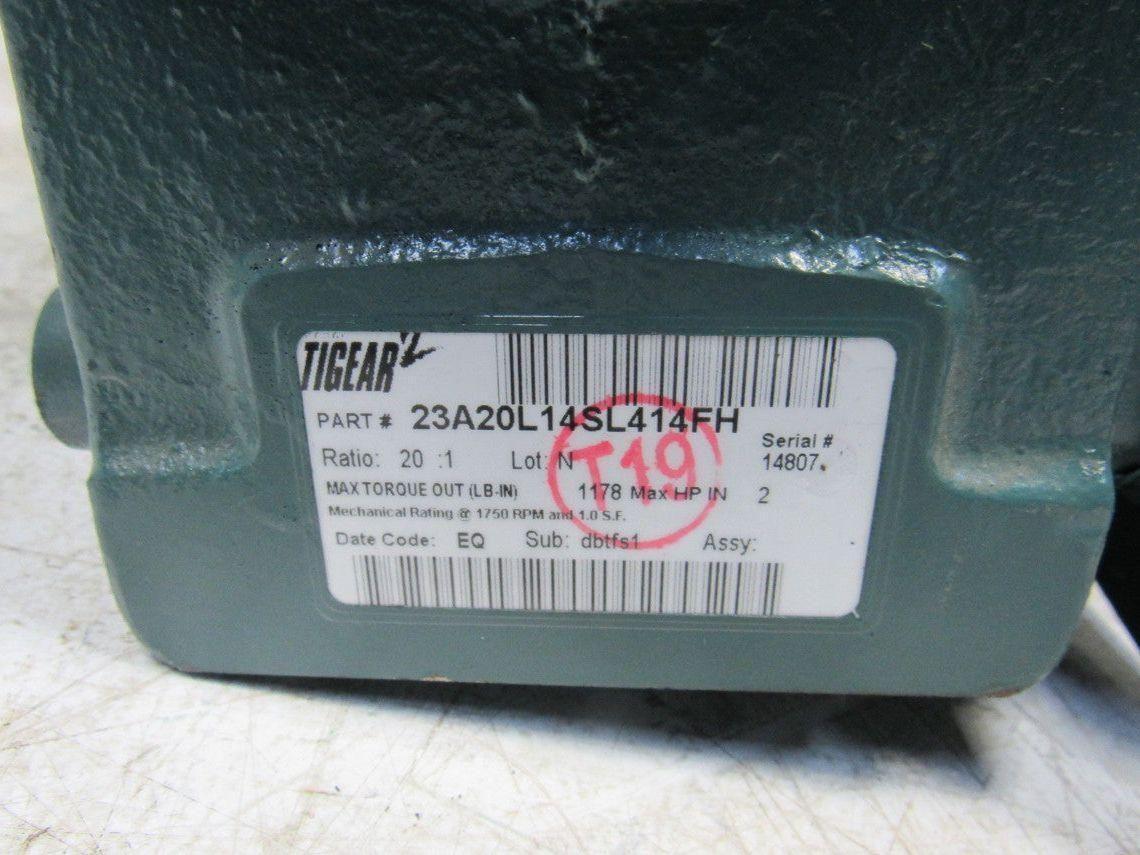 TIGEAR 2
PART # 23A20L14SL414FH
Serial #
14807
Ratio: 20 :1 Lot: N
T19
MAX TORQUE OUT (LB-IN) 1178 Max HP IN 2
Mechanical Rating @ 1750 RPM and 1.0 S.F.
Date Code: EQ Sub: dbtfs1 Assy: